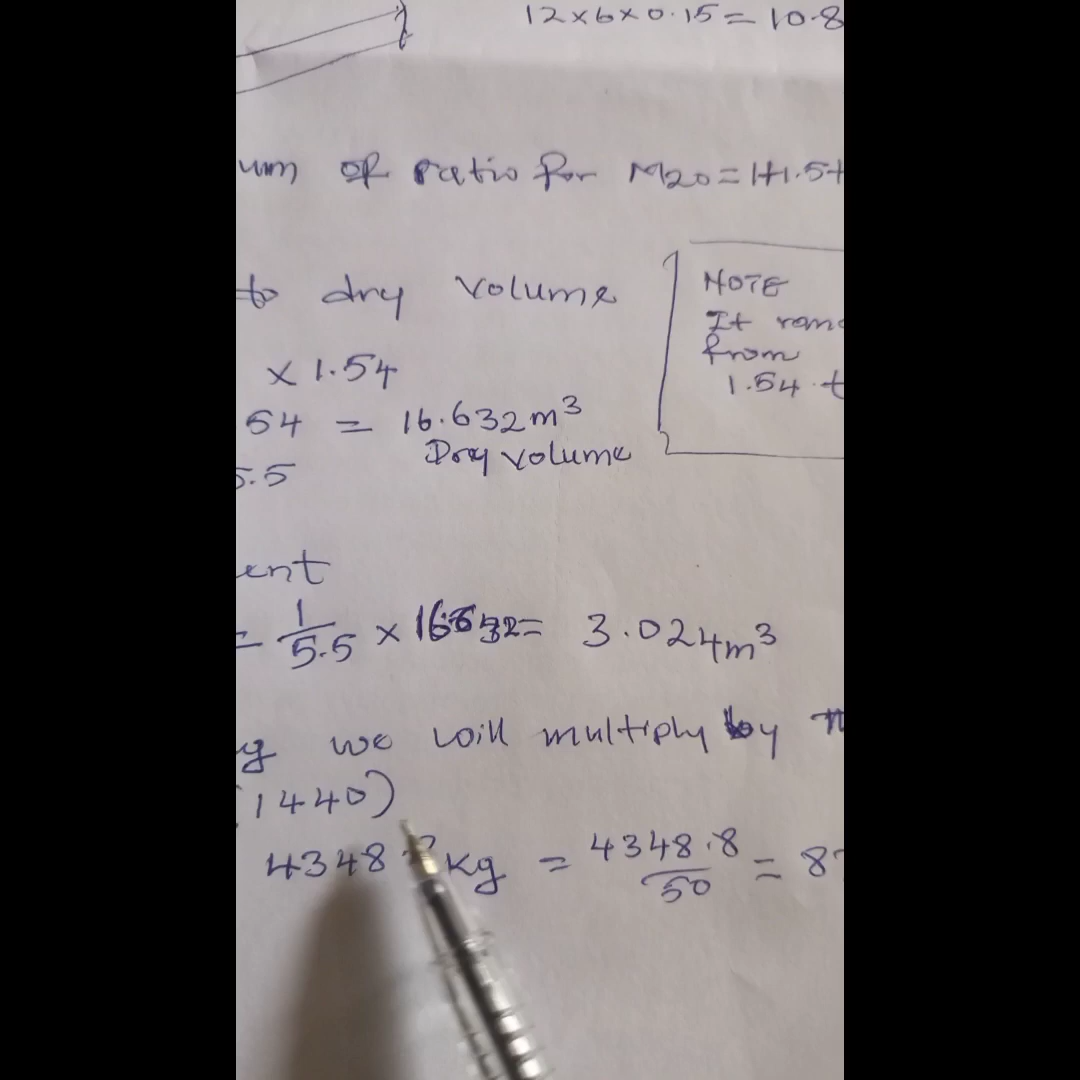 12×6×0.15 = 10.8
um of ratio for M20 = 1+1.5+
to dry volume
NOTE
It rang
from
1.54 t
× 1.54
54 = 16.632m³
Dry volume
5.5
ent
= 1/5.5 × 16.632 = 3.024m³
g we will multiply by
(1440)
4348 kg = 4348.8/50 = 8